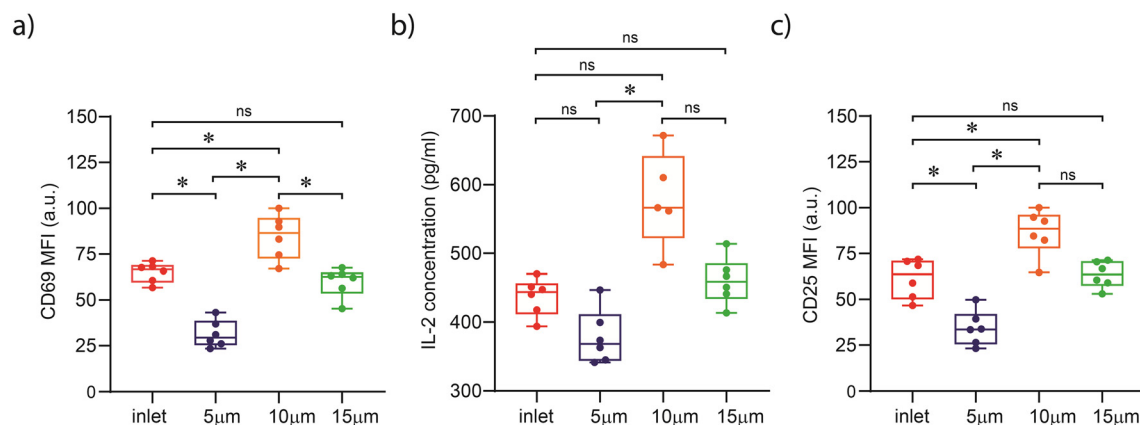 a)
ns
*
*
*
*
CD69 MFI (a.u.)
150
125
100
75
50
25
0
inlet 5μm 10μm 15μm
b)
ns
ns
*
ns
ns
IL-2 concentration (pg/ml)
700
600
500
400
300
inlet 5μm 10μm 15μm
c)
ns
*
*
*
ns
CD25 MFI (a.u.)
150
125
100
75
50
25
0
inlet 5μm 10μm 15μm